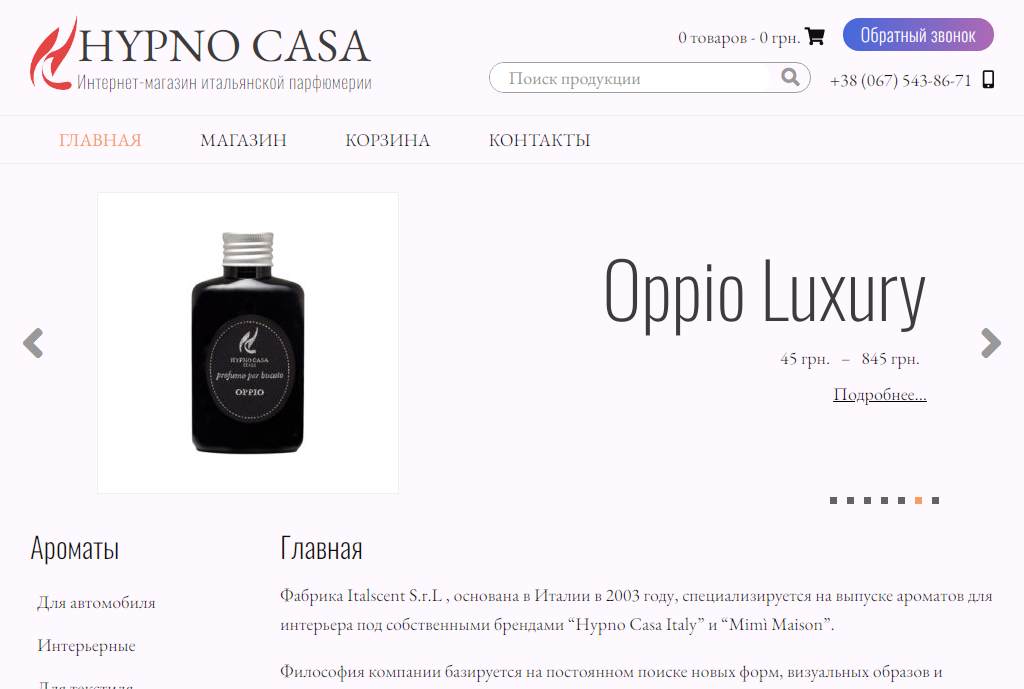 HYPNO CASA
Интернет-магазин итальянской парфюмерии
0 товаров - 0 грн.
Обратный звонок
Поиск продукции
+38 (067) 543-86-71
ГЛАВНАЯ
МАГАЗИН
КОРЗИНА
КОНТАКТЫ
HYPNO CASA
profumo per bucato
OPPIO
Oppio Luxury
45 грн. – 845 грн.
Подробнее...
Ароматы
Для автомобиля
Интерьерные
Для текстиля
Главная
Фабрика Italscent S.r.L , основана в Италии в 2003 году, специализируется на выпуске ароматов для
интерьера под собственными брендами “Hypno Casa Italy” и “Mimì Maison”.
Философия компании базируется на постоянном поиске новых форм, визуальных образов и